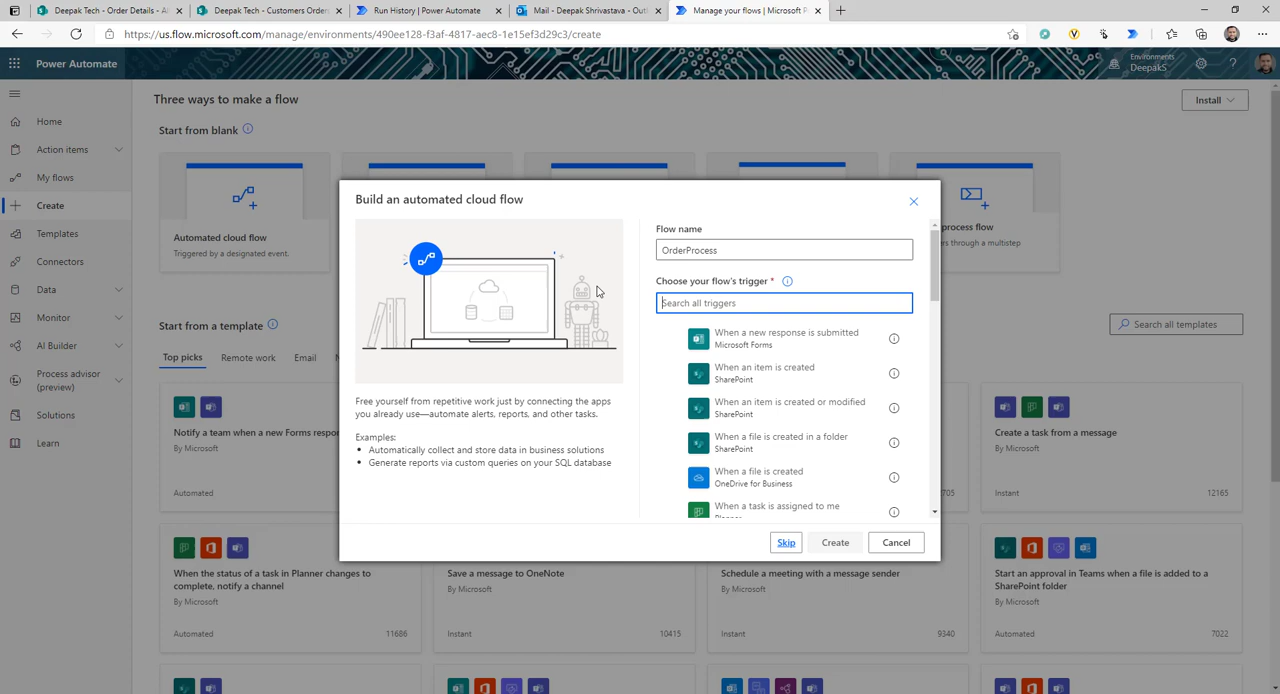 Deepak Tech - Order Details - Al
Deepak Tech - Customers Orders
Run History | Power Automate
Mail - Deepak Shrivastava - Outl
Manage your flows | Microsoft P
https://us.flow.microsoft.com/manage/environments/490ee128-f3af-4817-aec8-1e15ef3d29c3/create
Power Automate
Environments
DeepakS
Three ways to make a flow
Install
Home
Start from blank
Action items
My flows
Create
Templates
Connectors
Data
Monitor
AI Builder
Process advisor
(preview)
Solutions
Learn
Automated cloud flow
Triggered by a designated event.
process flow
rs through a multistep
Start from a template
Search all templates
Top picks
Remote work
Email
Notify a team when a new Forms respon
By Microsoft
Automated
705
Create a task from a message
By Microsoft
Instant
12165
When the status of a task in Planner changes to
complete, notify a channel
By Microsoft
Automated
11686
Save a message to OneNote
By Microsoft
Instant
10415
Schedule a meeting with a message sender
By Microsoft
Instant
9340
Start an approval in Teams when a file is added to a
SharePoint folder
By Microsoft
Automated
7022
Build an automated cloud flow
Free yourself from repetitive work just by connecting the apps
you already use—automate alerts, reports, and other tasks.
Examples:
• Automatically collect and store data in business solutions
• Generate reports via custom queries on your SQL database
Flow name
OrderProcess
Choose your flow's trigger *
Search all triggers
When a new response is submitted
Microsoft Forms
When an item is created
SharePoint
When an item is created or modified
SharePoint
When a file is created in a folder
SharePoint
When a file is created
OneDrive for Business
When a task is assigned to me
Planner
Skip
Create
Cancel